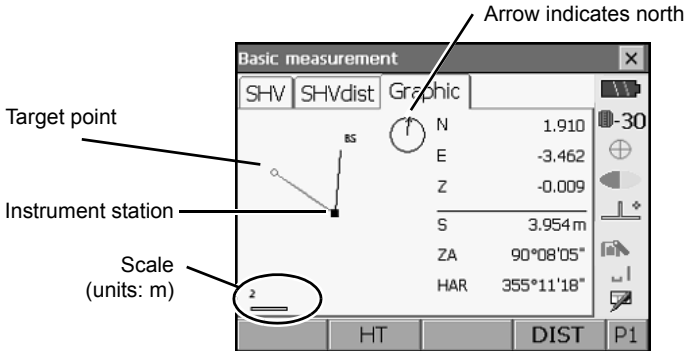 Arrow indicates north
Basic measurement
SHV SHVdist Graphic
Target point
BS
N 1.910
-30
E -3.462
Z -0.009
Instrument station
S 3.954 m
ZA 90°08'05"
Scale
(units: m)
HAR 355°11'18"
2
HT DIST P1